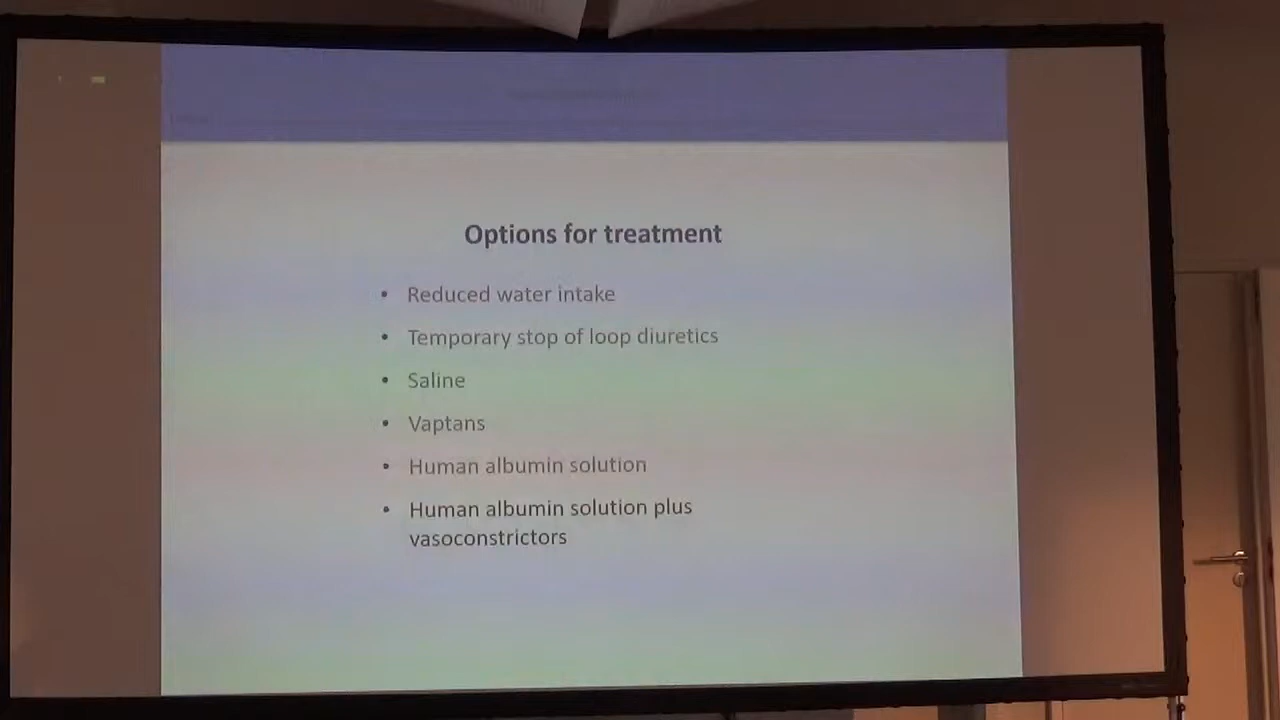 Options for treatment
• Reduced water intake
• Temporary stop of loop diuretics
• Saline
• Vaptans
• Human albumin solution
• Human albumin solution plus
vasoconstrictors